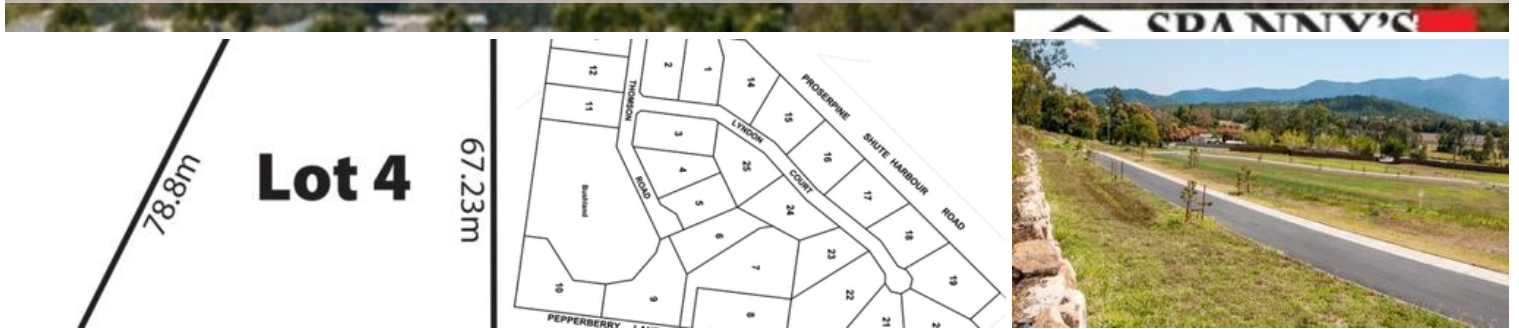 SPANNY'S
78.8m
Lot 4
67.23m
12
11
2
1
14
15
16
17
18
19
3
4
5
6
7
8
9
10
25
24
23
22
21
THOMSON
ROAD
LYNDON
COURT
PROSERPINE SHUTE HARBOUR ROAD
Bushland
PEPPERBERRY